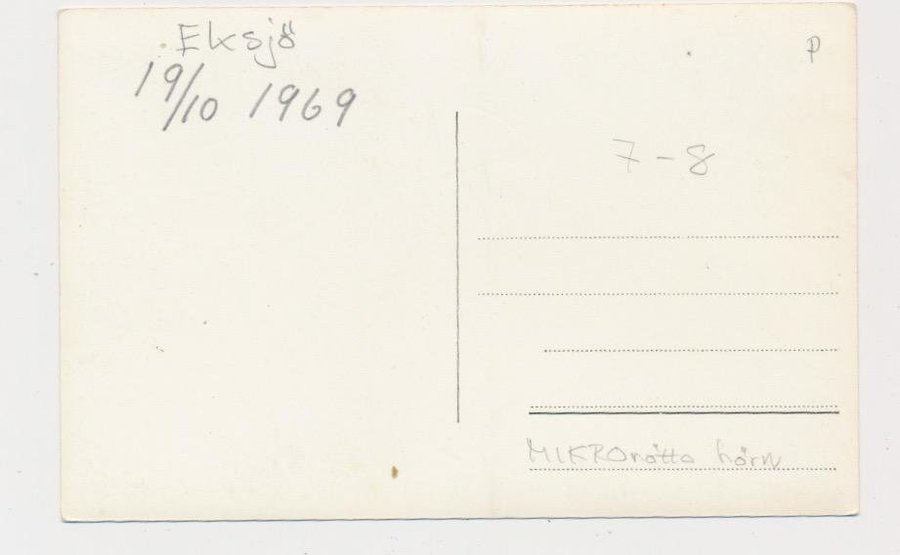 Eksjö
19/10 1969
P
7-8
MIKROnötta hörn